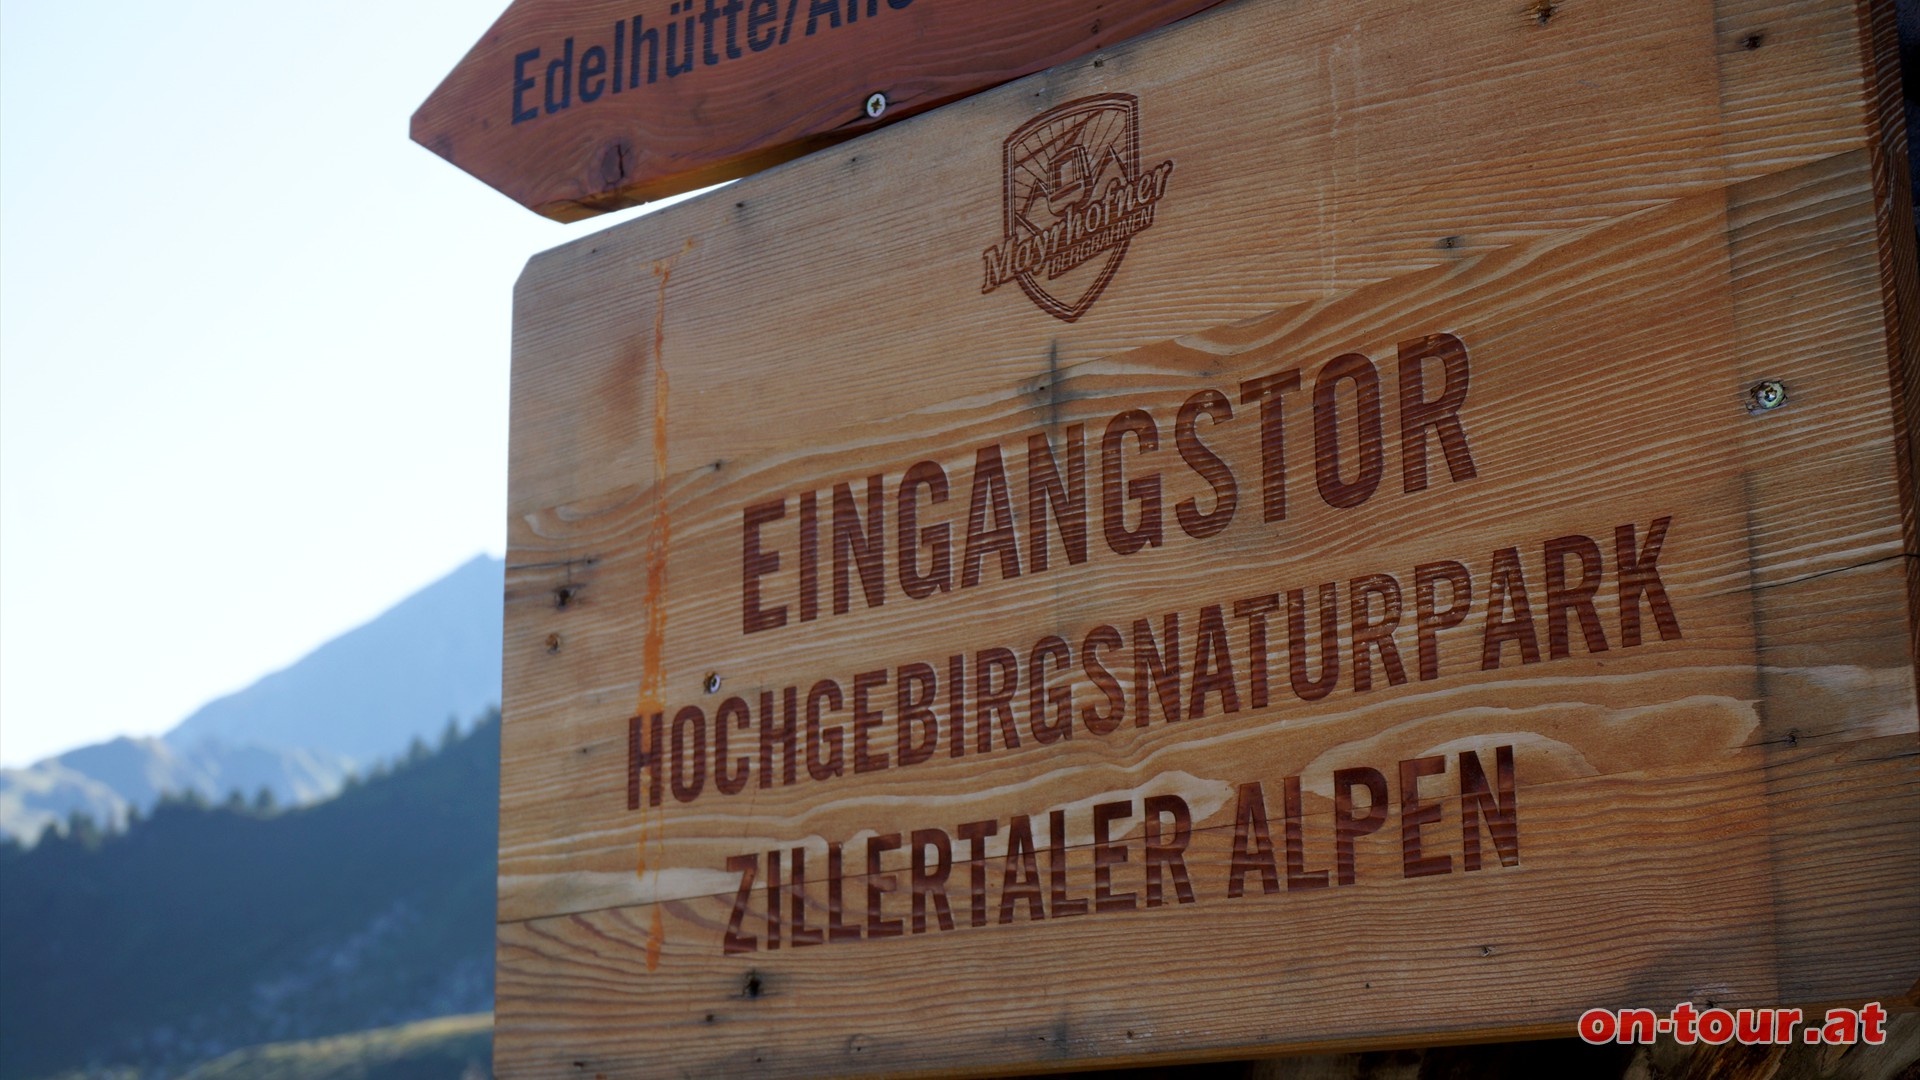 Edelhütte/
Mayrhofner
BERGBAHNEN
EINGANGSTOR
HOCHGEBIRGSNATURPARK
ZILLERTALER ALPEN
on-tour.at